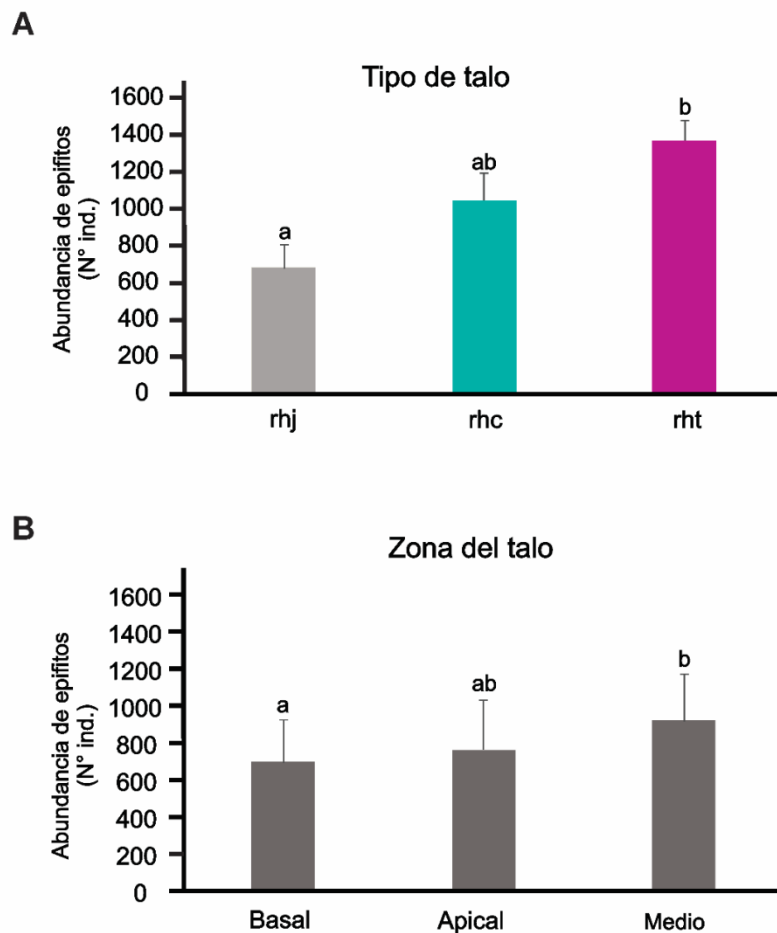 A
Tipo de talo
Abundancia de epifitos
(N° ind.)
1600
1400
1200
1000
800
600
400
200
0
a
ab
b
rhj
rhc
rht
B
Zona del talo
Abundancia de epifitos
(N° ind.)
1600
1400
1200
1000
800
600
400
200
0
a
ab
b
Basal
Apical
Medio